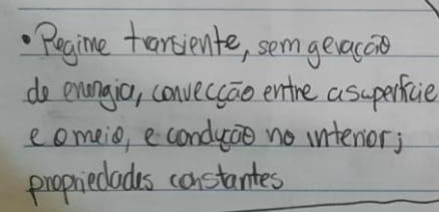 • Regime transiente, sem geração
de energia, convecção entre a superfície
e o meio, e condução no interior;
propriedades constantes